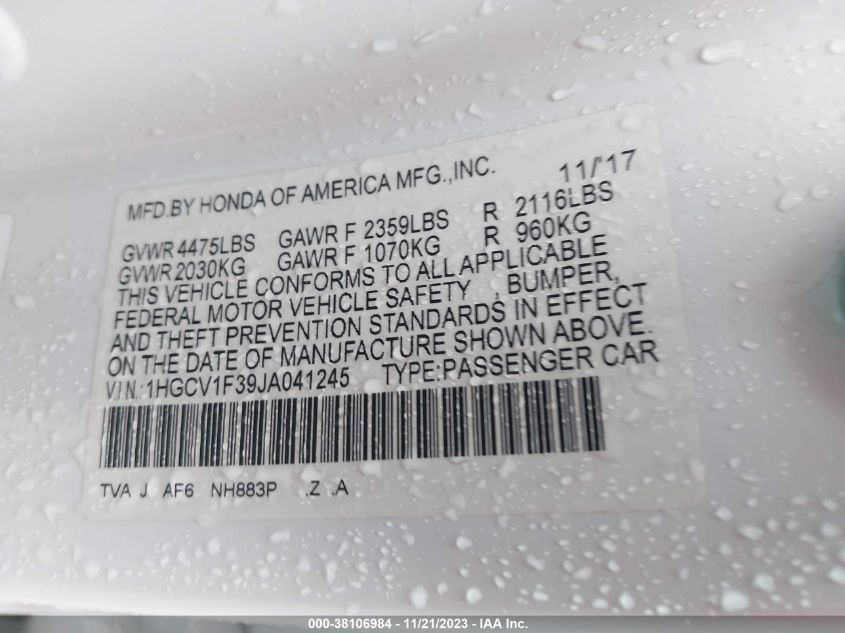 MFD.BY HONDA OF AMERICA MFG.,INC. 11/'17
GVWR 4475LBS GAWR F 2359LBS R 2116LBS
GVWR 2030KG GAWR F 1070KG R 960KG
THIS VEHICLE CONFORMS TO ALL APPLICABLE
FEDERAL MOTOR VEHICLE SAFETY , BUMPER,
AND THEFT PREVENTION STANDARDS IN EFFECT
ON THE DATE OF MANUFACTURE SHOWN ABOVE.
V.I.N.:1HGCV1F39JA041245 TYPE:PASSENGER CAR
TVA J AF6 NH883P .Z .A
000-38106984 - 11/21/2023 - IAA Inc.